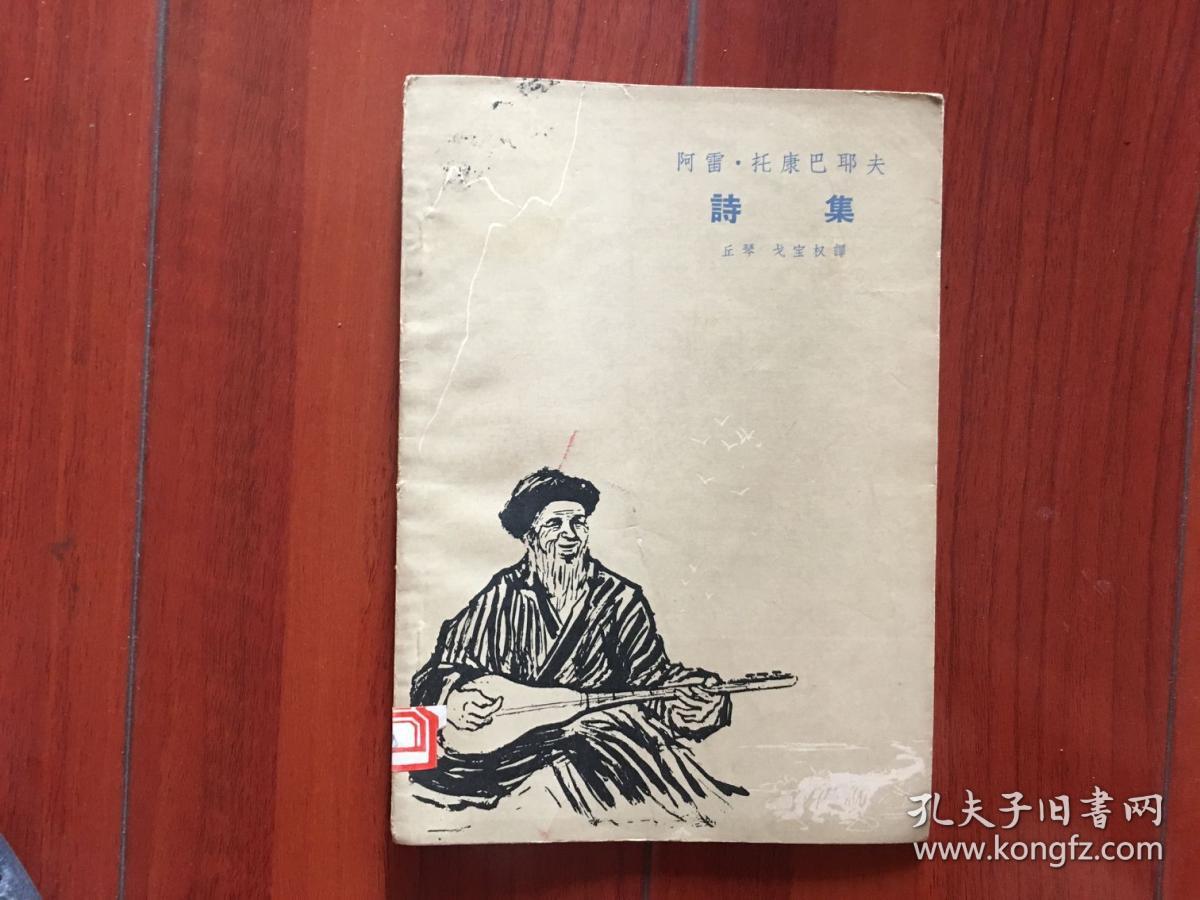 阿雷·托康巴耶夫
詩 集
丘琴 戈宝权譯
孔夫子旧書网
www.kongfz.com